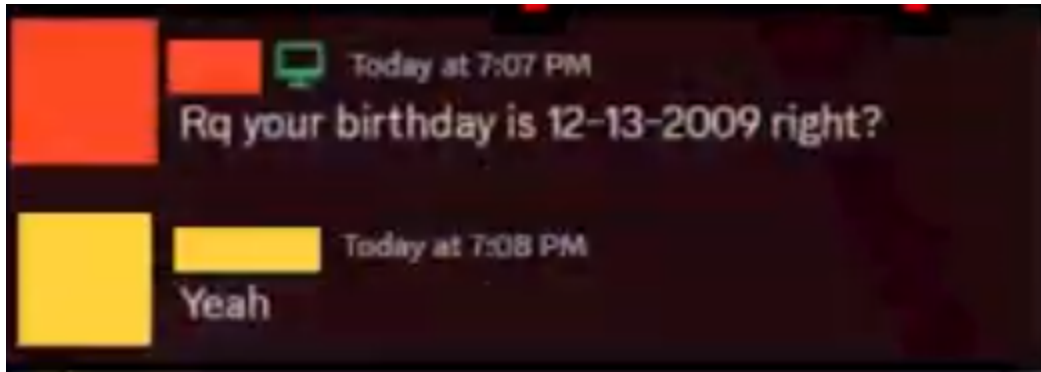 Today at 7:07 PM
Rq your birthday is 12-13-2009 right?
Today at 7:08 PM
Yeah